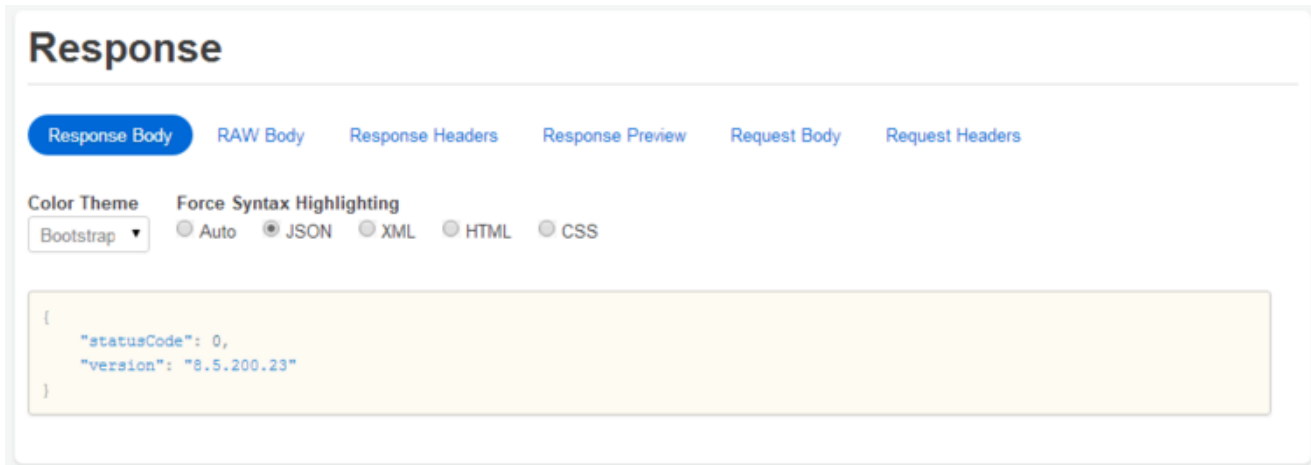 Response
Response Body RAW Body Response Headers Response Preview Request Body Request Headers
Color Theme Force Syntax Highlighting
Bootstrap Auto JSON XML HTML CSS
{
"statusCode": 0,
"version": "8.5.200.23"
}